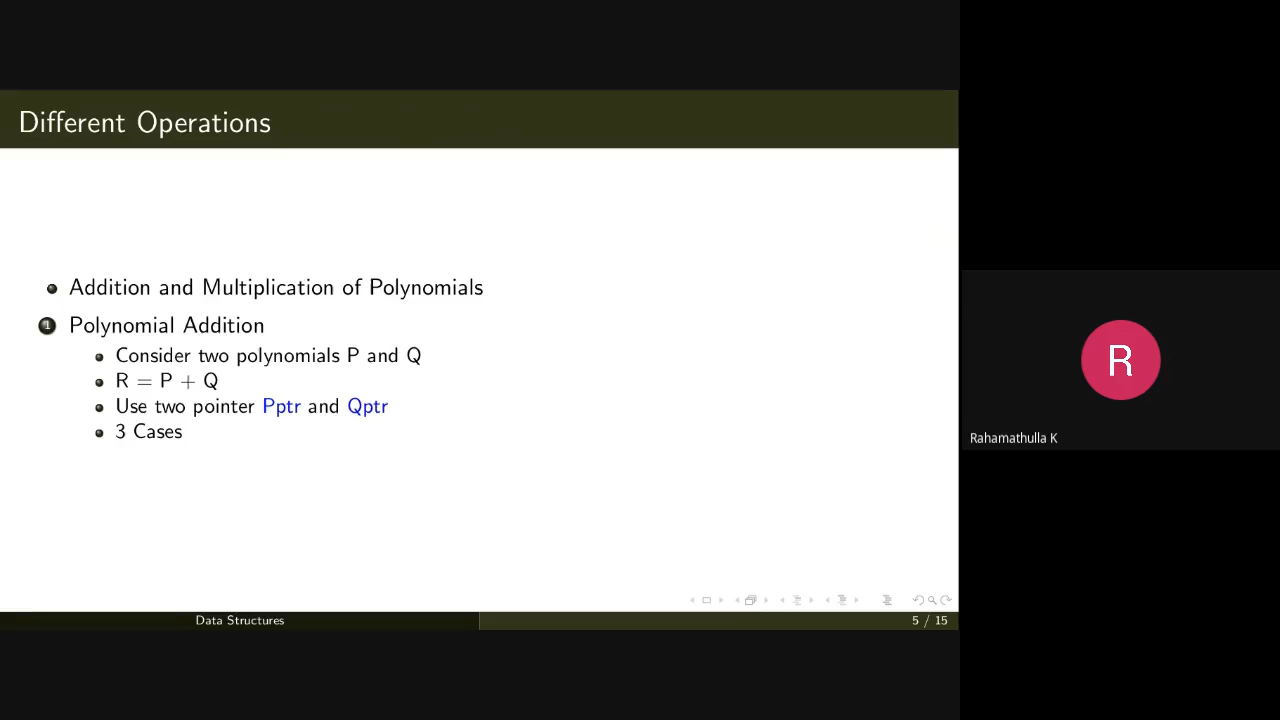 Different Operations
Addition and Multiplication of Polynomials
1 Polynomial Addition
Consider two polynomials P and Q
R = P + Q
Use two pointer Pptr and Qptr
3 Cases
Data Structures
5 / 15
R
Rahamathulla K